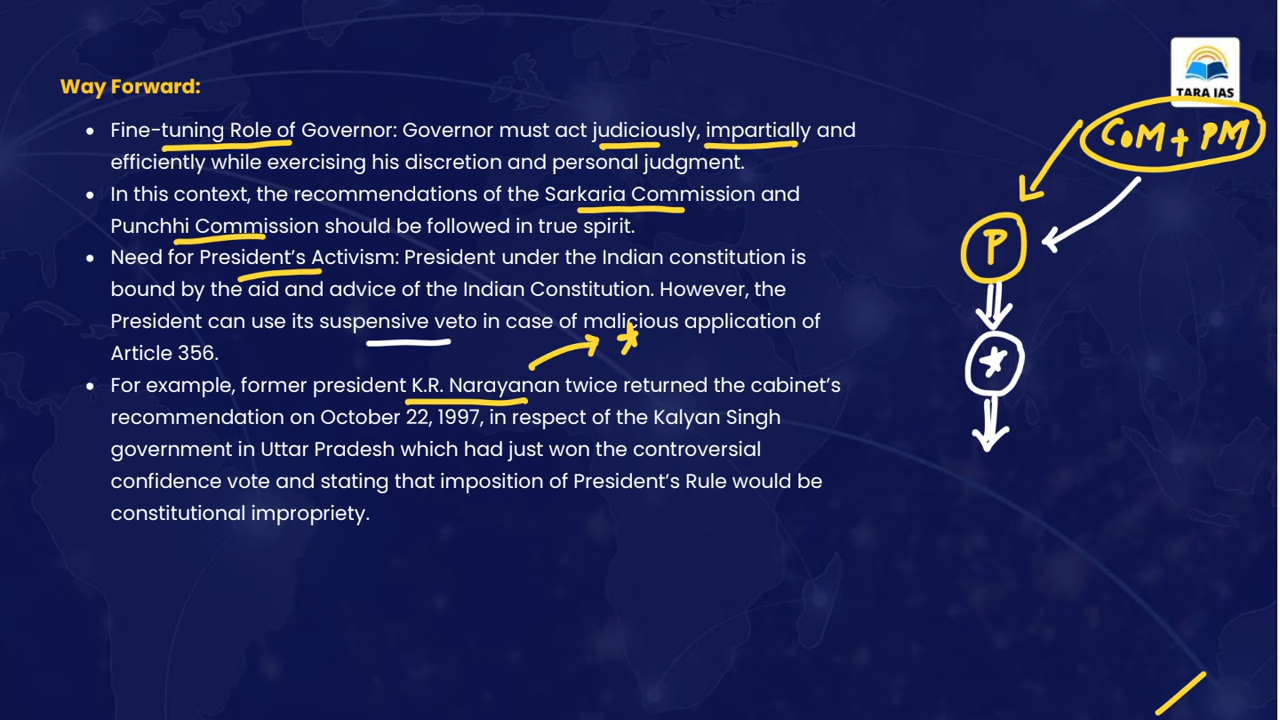 TARA IAS
Way Forward:
• Fine-tuning Role of Governor: Governor must act judiciously, impartially and
efficiently while exercising his discretion and personal judgment.
• In this context, the recommendations of the Sarkaria Commission and
Punchhi Commission should be followed in true spirit.
• Need for President’s Activism: President under the Indian constitution is
bound by the aid and advice of the Indian Constitution. However, the
President can use its suspensive veto in case of malicious application of
Article 356.
• For example, former president K.R. Narayanan twice returned the cabinet’s
recommendation on October 22, 1997, in respect of the Kalyan Singh
government in Uttar Pradesh which had just won the controversial
confidence vote and stating that imposition of President’s Rule would be
constitutional impropriety.
CoM + PM
P